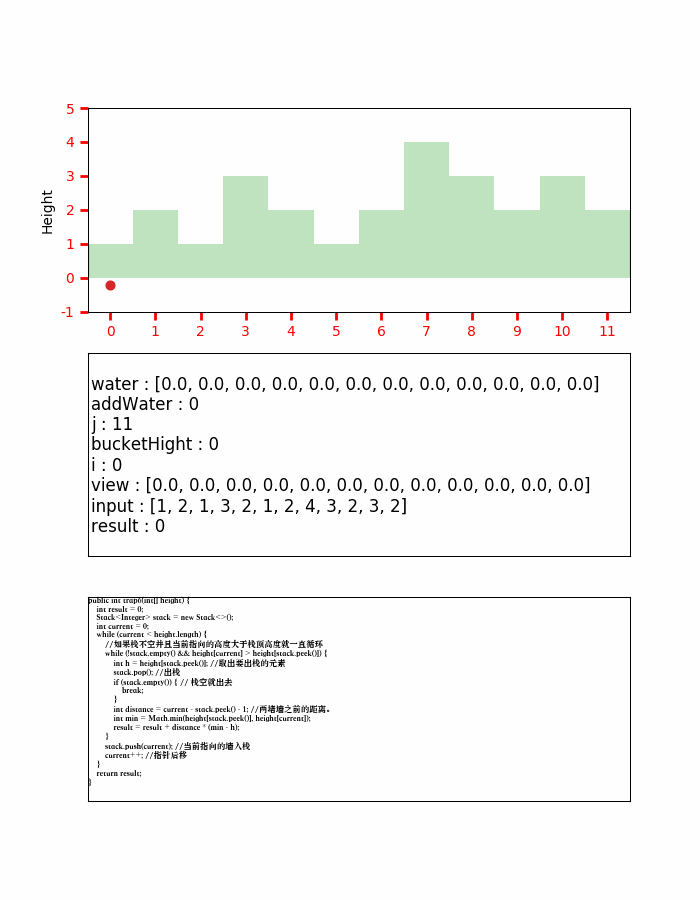 5
4
3
2
1
0
-1
Height
0 1 2 3 4 5 6 7 8 9 10 11
water : [0.0, 0.0, 0.0, 0.0, 0.0, 0.0, 0.0, 0.0, 0.0, 0.0, 0.0, 0.0]
addWater : 0
j : 11
bucketHight : 0
i : 0
view : [0.0, 0.0, 0.0, 0.0, 0.0, 0.0, 0.0, 0.0, 0.0, 0.0, 0.0, 0.0]
input : [1, 2, 1, 3, 2, 1, 2, 4, 3, 2, 3, 2]
result : 0
public int trap6(int[] height) {
int result = 0;
Stack<Integer> stack = new Stack<>();
int current = 0;
while (current < height.length) {
//如果栈不空并且当前指向的高度大于栈顶高度就一直循环
while (!stack.empty() && height[current] > height[stack.peek()]) {
int h = height[stack.peek()]; //取出要出栈的元素
stack.pop(); //出栈
if (stack.empty()) { // 栈空就出去
break;
}
int distance = current - stack.peek() - 1; //两堵墙之前的距离。
int min = Math.min(height[stack.peek()], height[current]);
result = result + distance * (min - h);
}
stack.push(current); //当前指向的墙入栈
current++; //指针后移
}
return result;
}